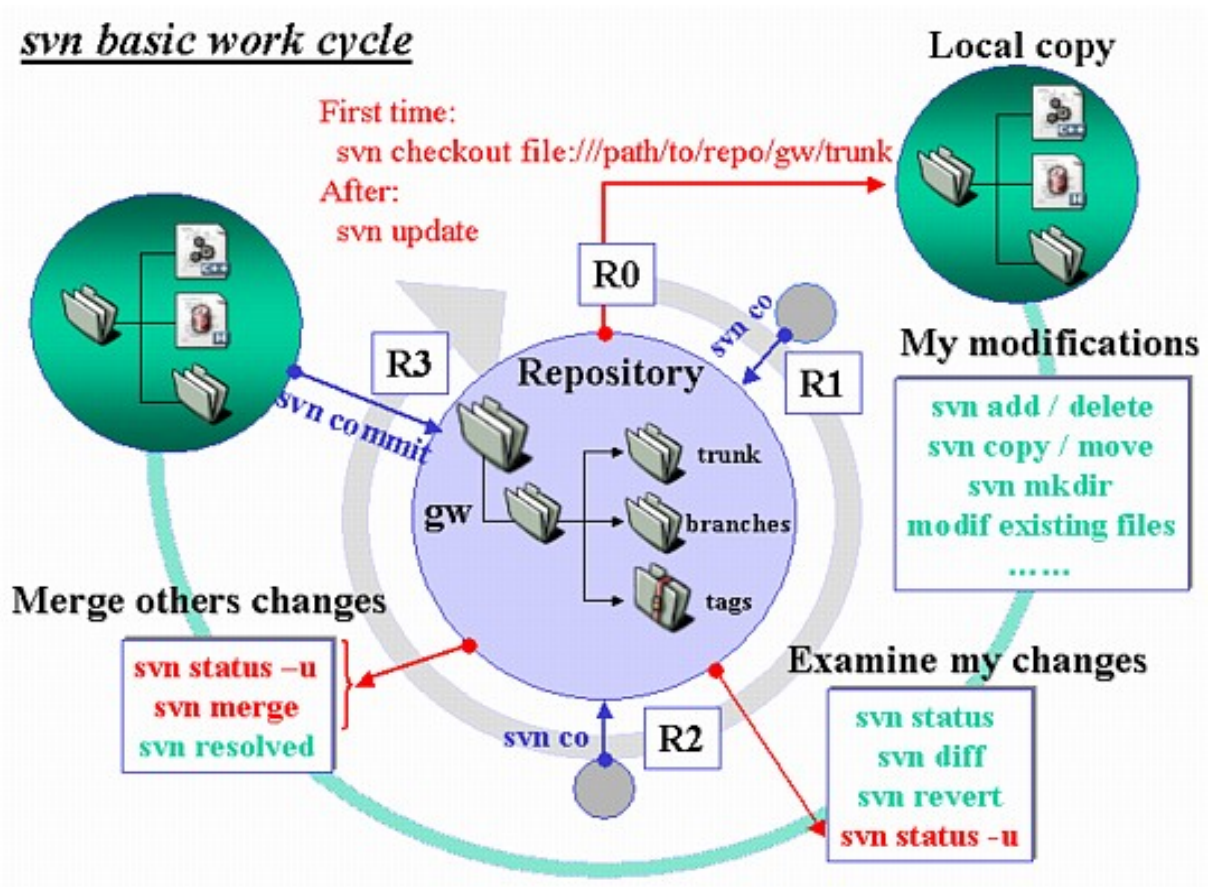 svn basic work cycle
Local copy
First time:
svn checkout file:///path/to/repo/gw/trunk
After:
svn update
R0
svn co
R1
R3
Repository
svn commit
trunk
gw
branches
tags
My modifications
svn add / delete
svn copy / move
svn mkdir
modif existing files
......
Merge others changes
svn status –u
svn merge
svn resolved
svn co
R2
Examine my changes
svn status
svn diff
svn revert
svn status -u